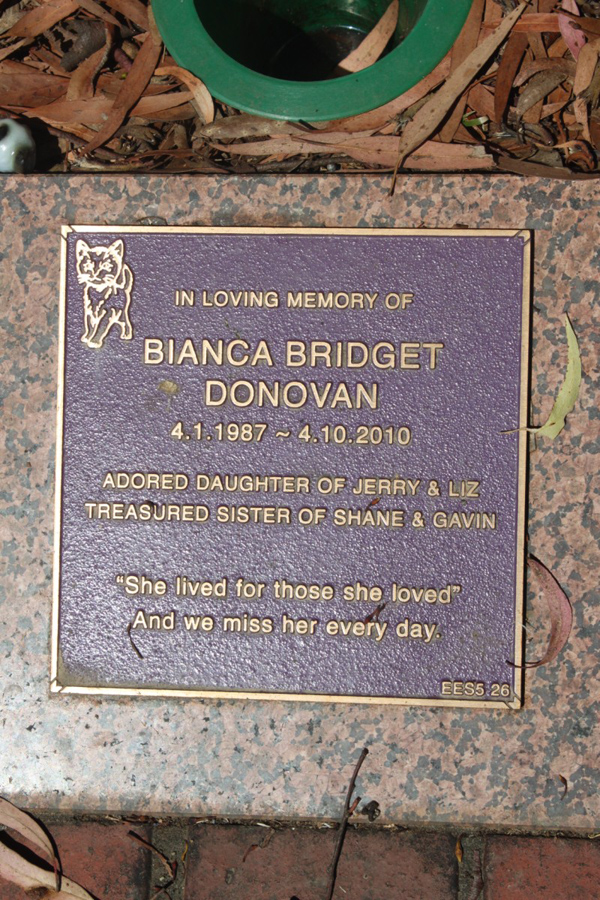 IN LOVING MEMORY OF
BIANCA BRIDGET
DONOVAN
4.1.1987 ~ 4.10.2010
ADORED DAUGHTER OF JERRY & LIZ
TREASURED SISTER OF SHANE & GAVIN
“She lived for those she loved”
And we miss her every day.
EES5 26